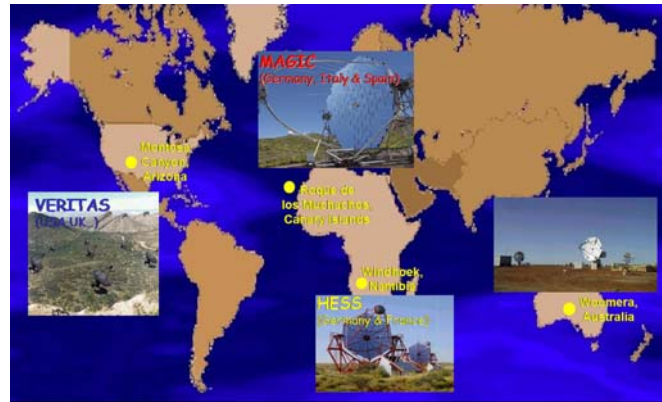 MAGIC
(Germany, Italy & Spain)
Montosa
Canyon,
Arizona
Roque de
los Muchachos,
Canary Islands
VERITAS
(USA-UK )
Windhoek,
Namibia
HESS
(Germany & France)
Woomera,
Australia